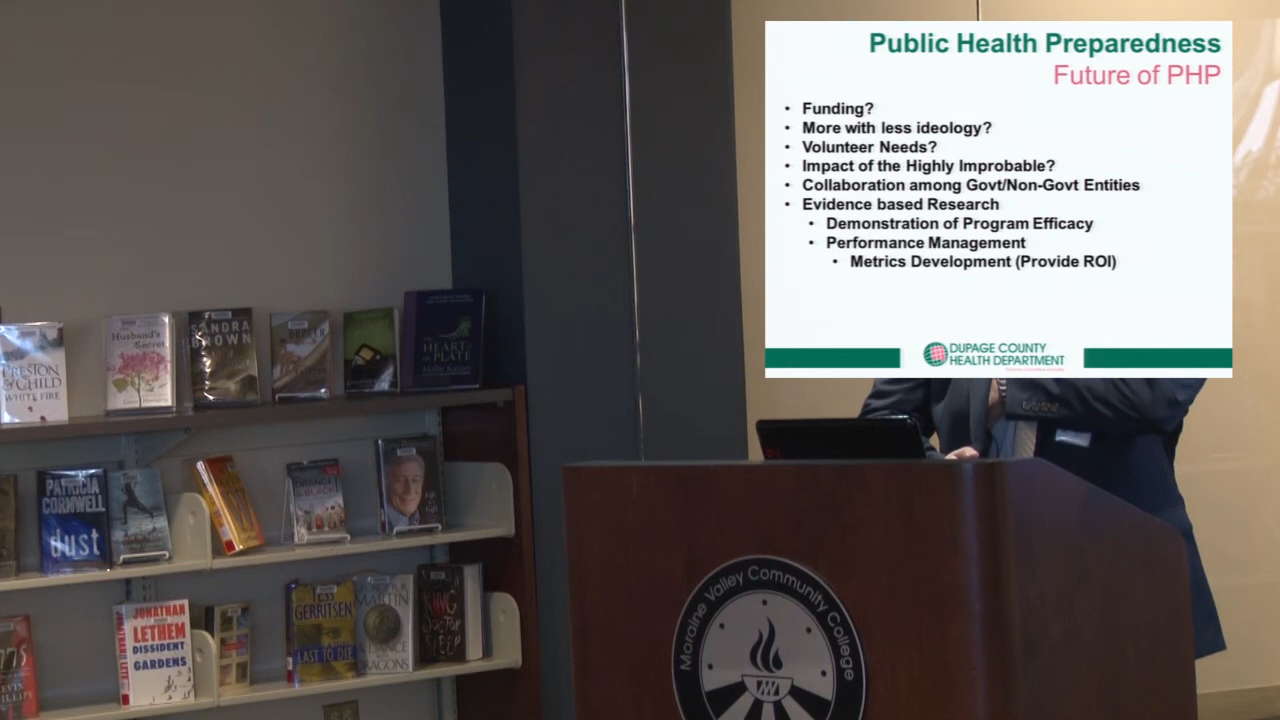 Public Health Preparedness
Future of PHP
• Funding?
• More with less ideology?
• Volunteer Needs?
• Impact of the Highly Improbable?
• Collaboration among Govt/Non-Govt Entities
• Evidence based Research
• Demonstration of Program Efficacy
• Performance Management
• Metrics Development (Provide ROI)
DUPAGE COUNTY
HEALTH DEPARTMENT
PRESTON
& CHILD
WHITE FIRE
Husband's
Secret
SANDRA
BROWN
HEART
PLATE
PATRICIA
CORNWELL
dust
ORANGE
BLACK
JONATHAN
LETHEM
DISSIDENT
GARDENS
TESS
GERRITSEN
LAST TO DIE
MARTIN
DRAGONS
KING
DOCTOR
SLEEP
Moraine Valley Community College